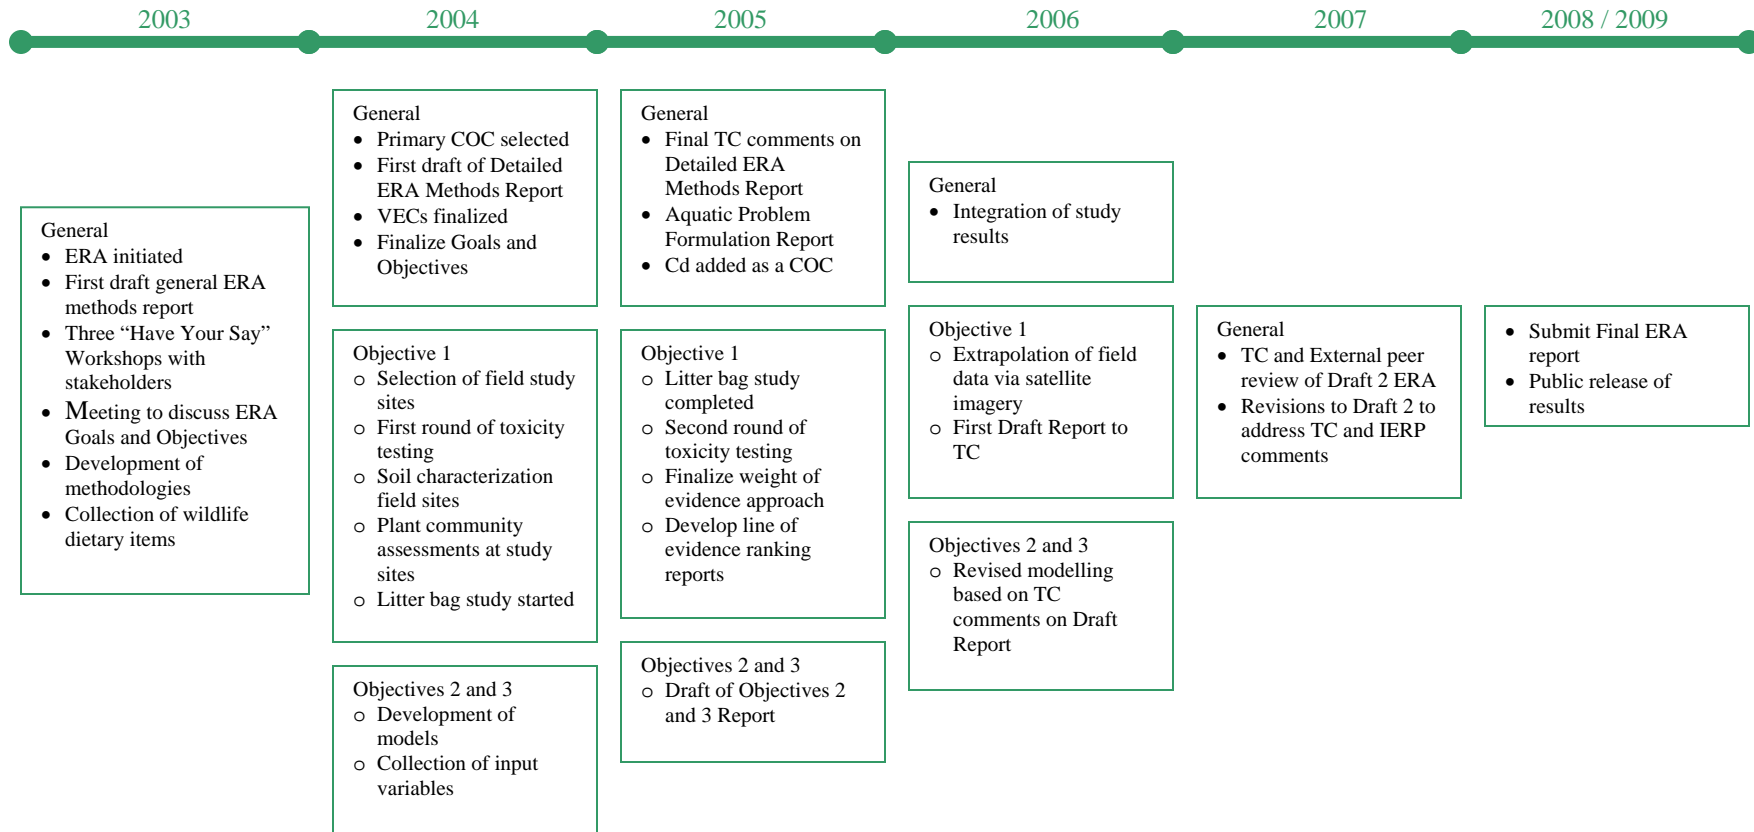 2003
2004
2005
2006
2007
2008 / 2009
General
• ERA initiated
• First draft general ERA
methods report
• Three “Have Your Say”
Workshops with
stakeholders
• Meeting to discuss ERA
Goals and Objectives
• Development of
methodologies
• Collection of wildlife
dietary items
General
• Primary COC selected
• First draft of Detailed
ERA Methods Report
• VECs finalized
• Finalize Goals and
Objectives
Objective 1
o Selection of field study
sites
o First round of toxicity
testing
o Soil characterization
field sites
o Plant community
assessments at study
sites
o Litter bag study started
Objectives 2 and 3
o Development of
models
o Collection of input
variables
General
• Final TC comments on
Detailed ERA
Methods Report
• Aquatic Problem
Formulation Report
• Cd added as a COC
Objective 1
o Litter bag study
completed
o Second round of
toxicity testing
o Finalize weight of
evidence approach
o Develop line of
evidence ranking
reports
Objectives 2 and 3
o Draft of Objectives 2
and 3 Report
General
• Integration of study
results
Objective 1
o Extrapolation of field
data via satellite
imagery
o First Draft Report to
TC
Objectives 2 and 3
o Revised modelling
based on TC
comments on Draft
Report
General
• TC and External peer
review of Draft 2 ERA
• Revisions to Draft 2 to
address TC and IERP
comments
• Submit Final ERA
report
• Public release of
results